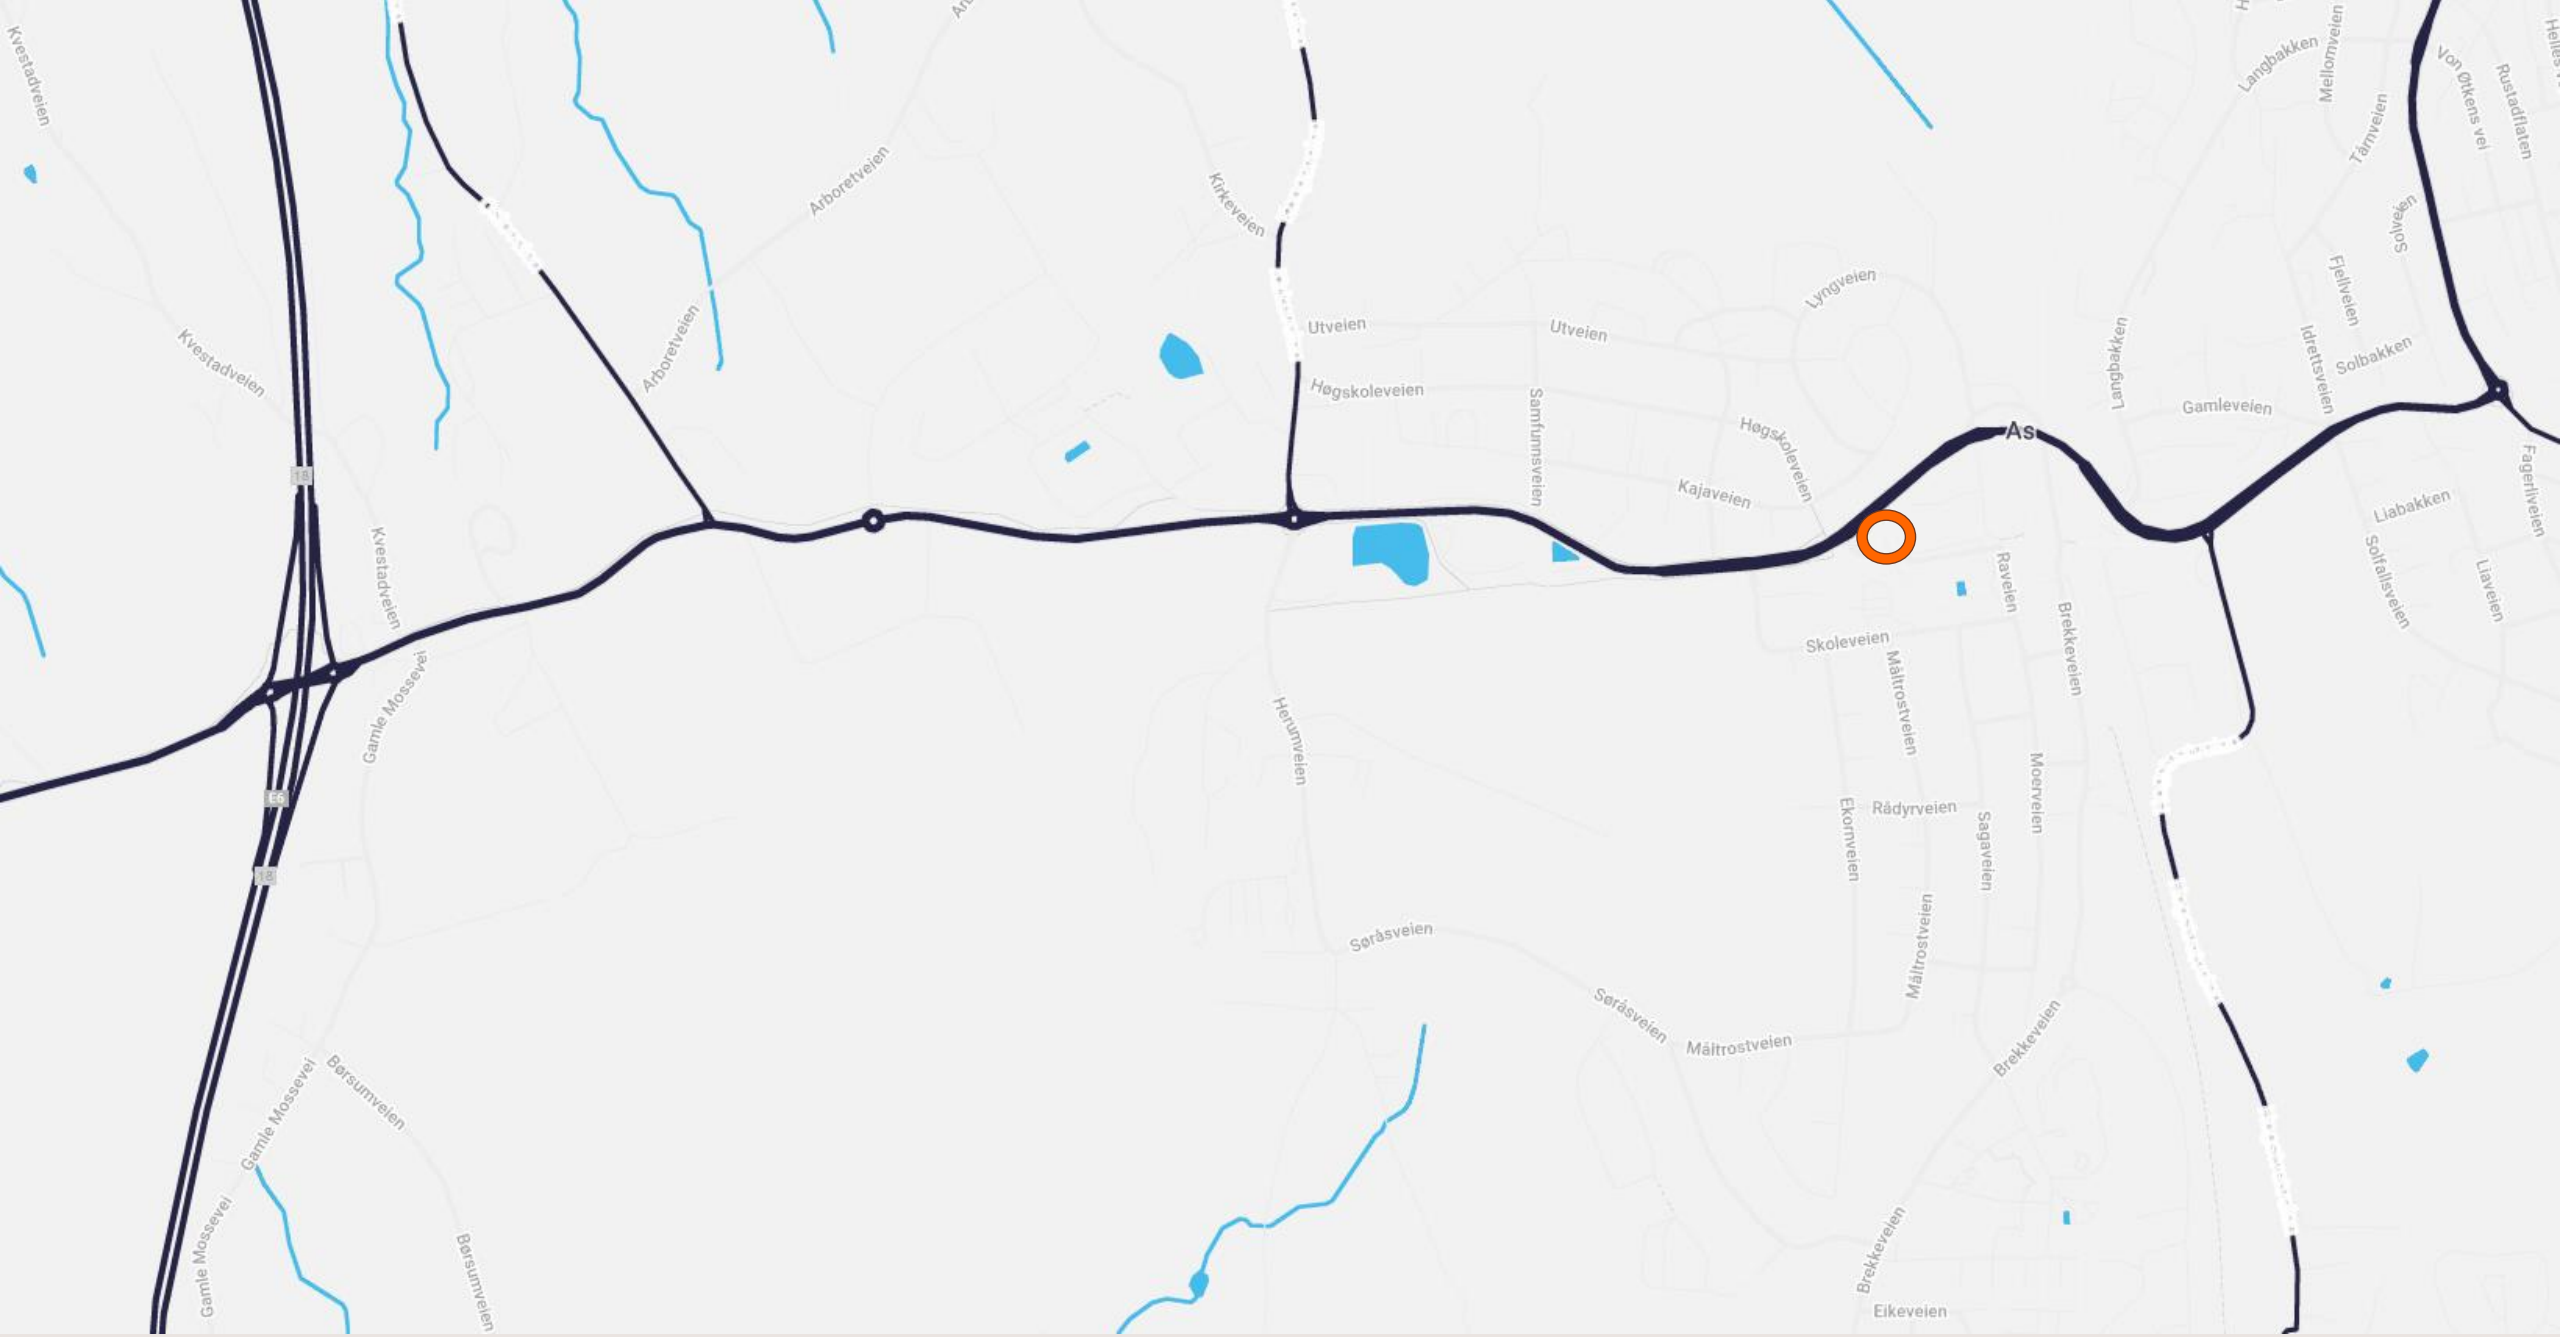 Kvestadveien
Langbakken
Mellomveien
Von Øtkens vei
Rustadflaten
Tårnveien
Arboretveien
Kirkeveien
Solveien
Fjellveien
Lyngveien
Utveien
Utveien
Idrettsveien
Solbakken
Kvestadveien
Arboretveien
Langbakken
Høgskoleveien
Samfunnsveien
Høgskoleveien
Gamleveien
Ås
18
Kajaveien
Fagerliveien
Liabakken
Kvestadveien
Raveien
Solfallsveien
Liaveien
Skoleveien
Brekkeveien
Gamle Mossevei
Måltrostveien
Herumveien
E6
Moerveien
Rådyrveien
Ekornveien
Sagaveien
18
Søråsveien
Måltrostveien
Søråsveien
Måltrostveien
Brekkeveien
Børsumveien
Gamle Mossevei
Gamle Mossevei
Børsumveien
Brekkeveien
Eikeveien